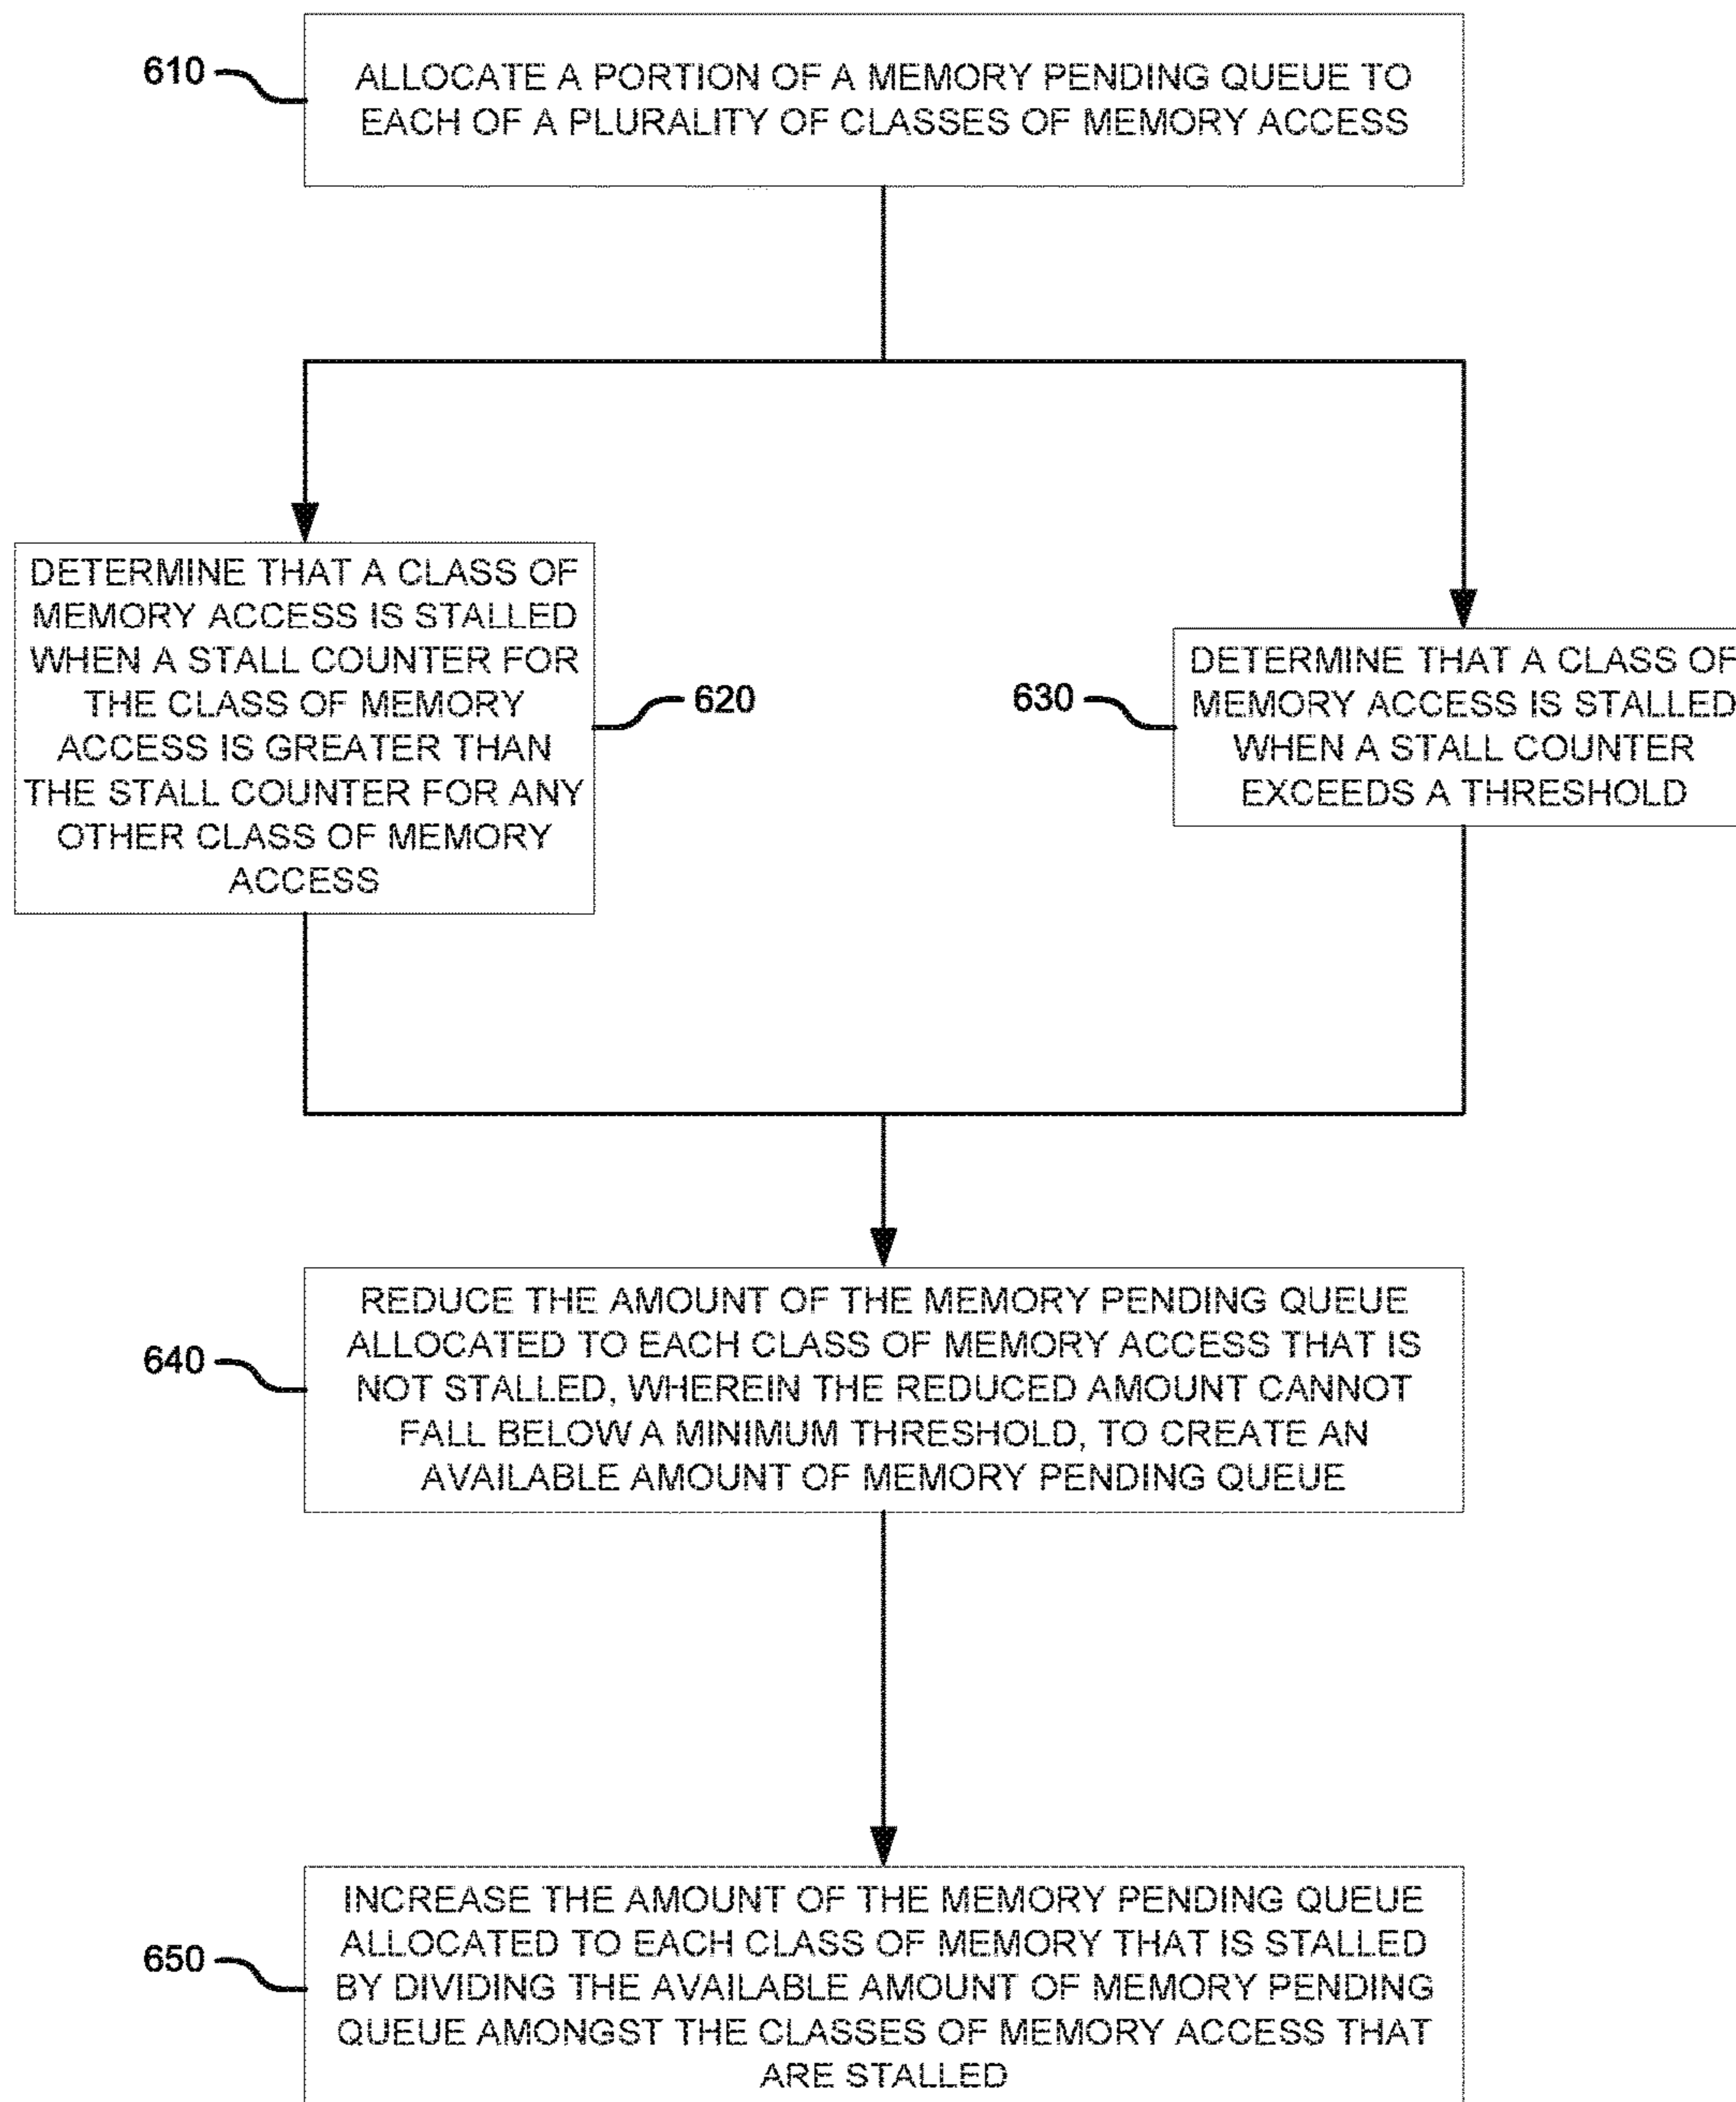 610
ALLOCATE A PORTION OF A MEMORY PENDING QUEUE TO
EACH OF A PLURALITY OF CLASSES OF MEMORY ACCESS
DETERMINE THAT A CLASS OF
MEMORY ACCESS IS STALLED
WHEN A STALL COUNTER FOR
THE CLASS OF MEMORY
ACCESS IS GREATER THAN
THE STALL COUNTER FOR ANY
OTHER CLASS OF MEMORY
ACCESS
620
630
DETERMINE THAT A CLASS OF
MEMORY ACCESS IS STALLED
WHEN A STALL COUNTER
EXCEEDS A THRESHOLD
640
REDUCE THE AMOUNT OF THE MEMORY PENDING QUEUE
ALLOCATED TO EACH CLASS OF MEMORY ACCESS THAT IS
NOT STALLED, WHEREIN THE REDUCED AMOUNT CANNOT
FALL BELOW A MINIMUM THRESHOLD, TO CREATE AN
AVAILABLE AMOUNT OF MEMORY PENDING QUEUE
650
INCREASE THE AMOUNT OF THE MEMORY PENDING QUEUE
ALLOCATED TO EACH CLASS OF MEMORY THAT IS STALLED
BY DIVIDING THE AVAILABLE AMOUNT OF MEMORY PENDING
QUEUE AMONGST THE CLASSES OF MEMORY ACCESS THAT
ARE STALLED